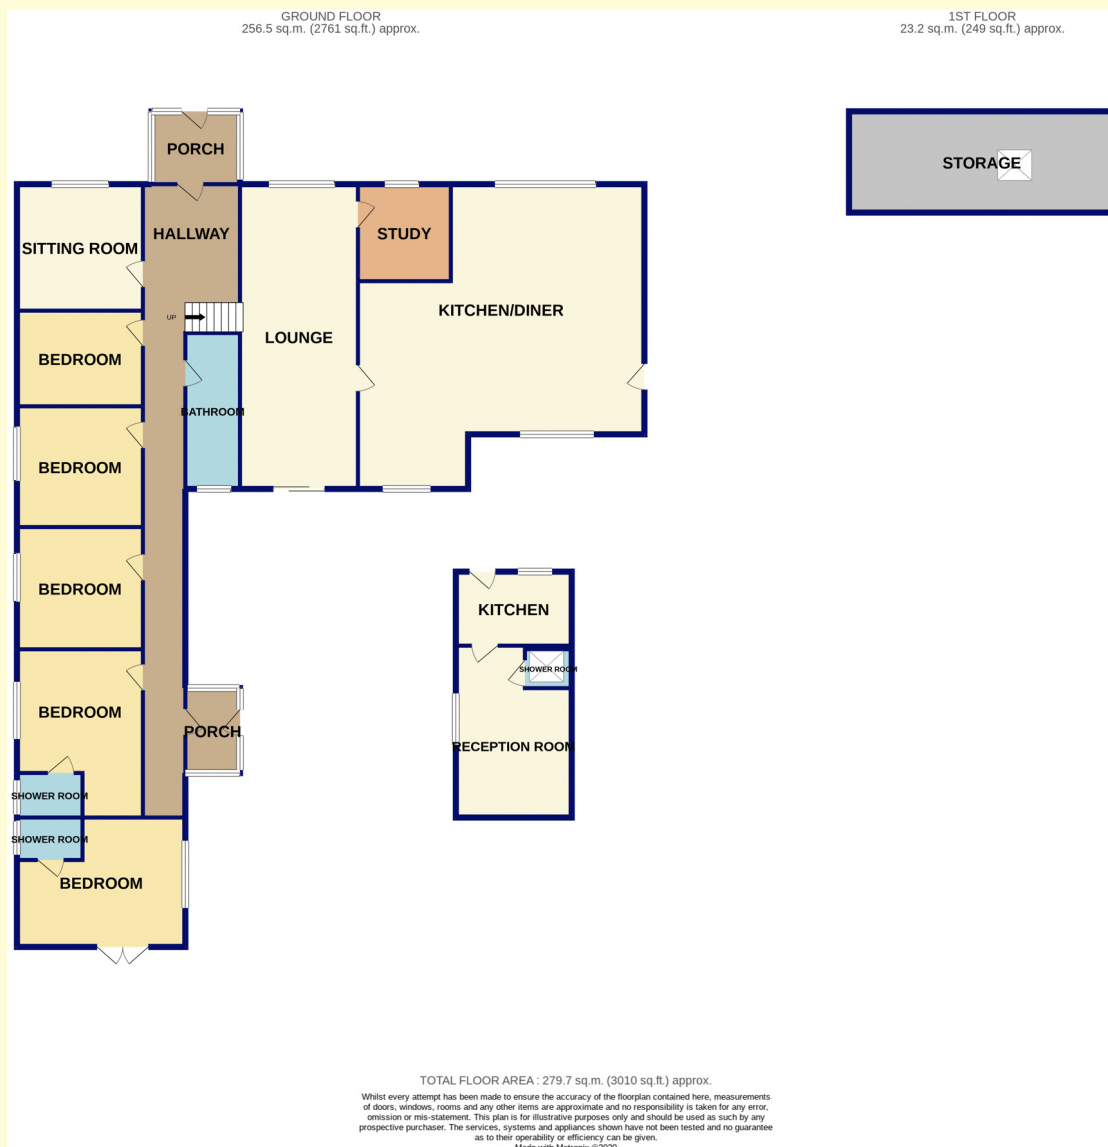 GROUND FLOOR
256.5 sq.m. (2761 sq.ft.) approx.
1ST FLOOR
23.2 sq.m. (249 sq.ft.) approx.
PORCH
STORAGE
HALLWAY
STUDY
SITTING ROOM
KITCHEN/DINER
UP
LOUNGE
BEDROOM
BATHROOM
BEDROOM
BEDROOM
KITCHEN
SHOWER ROOM
BEDROOM
PORCH
RECEPTION ROOM
SHOWER ROOM
SHOWER ROOM
BEDROOM
TOTAL FLOOR AREA : 279.7 sq.m. (3010 sq.ft.) approx.
Whilst every attempt has been made to ensure the accuracy of the floorplan contained here, measurements
of doors, windows, rooms and any other items are approximate and no responsibility is taken for any error,
omission or mis-statement. This plan is for illustrative purposes only and should be used as such by any
prospective purchaser. The services, systems and appliances shown have not been tested and no guarantee
as to their operability or efficiency can be given.
Made with Metropix ©2020